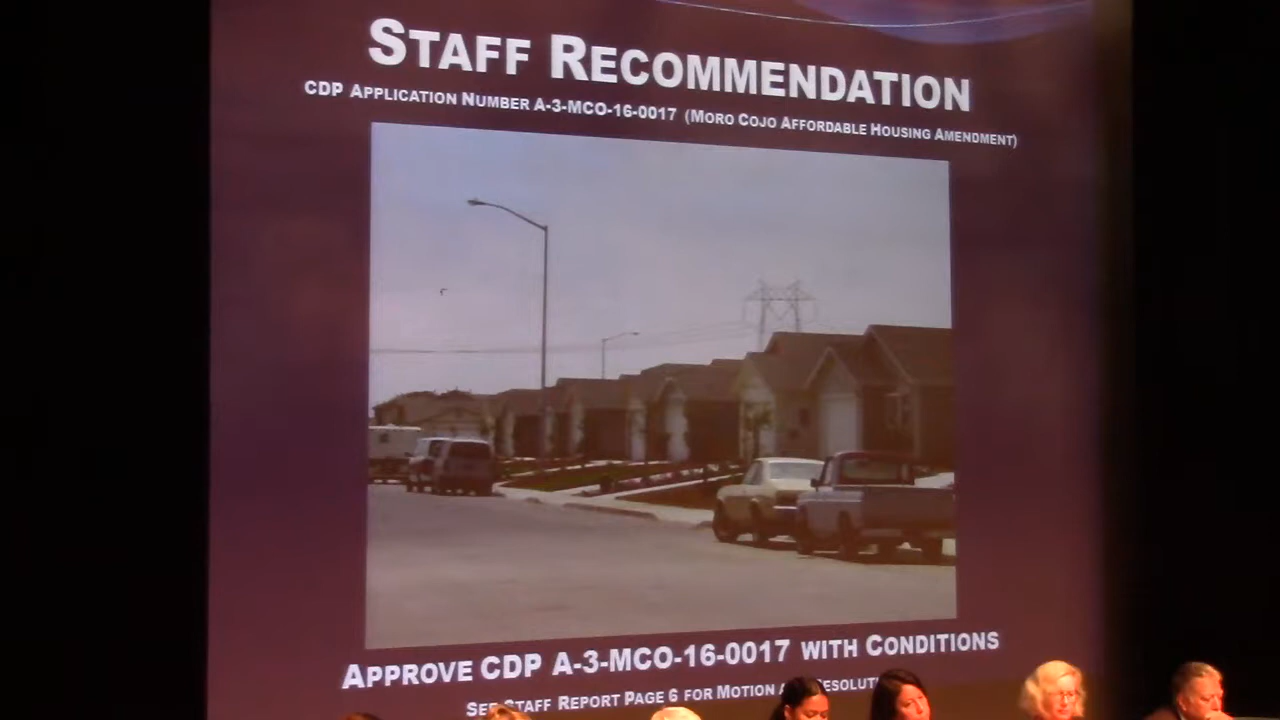 STAFF RECOMMENDATION
CDP APPLICATION NUMBER A-3-MCO-16-0017 (MORO COJO AFFORDABLE HOUSING AMENDMENT)
APPROVE CDP A-3-MCO-16-0017 WITH CONDITIONS
SEE STAFF REPORT PAGE 6 FOR MOTION